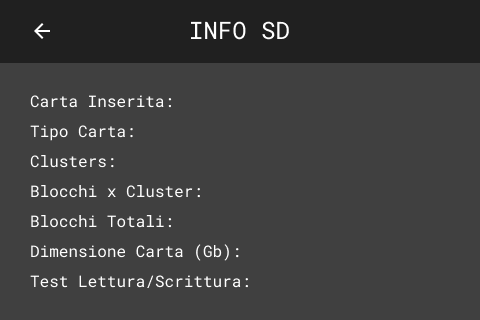 INFO SD
Carta Inserita:
Tipo Carta:
Clusters:
Blocchi x Cluster:
Blocchi Totali:
Dimensione Carta (Gb):
Test Lettura/Scrittura: